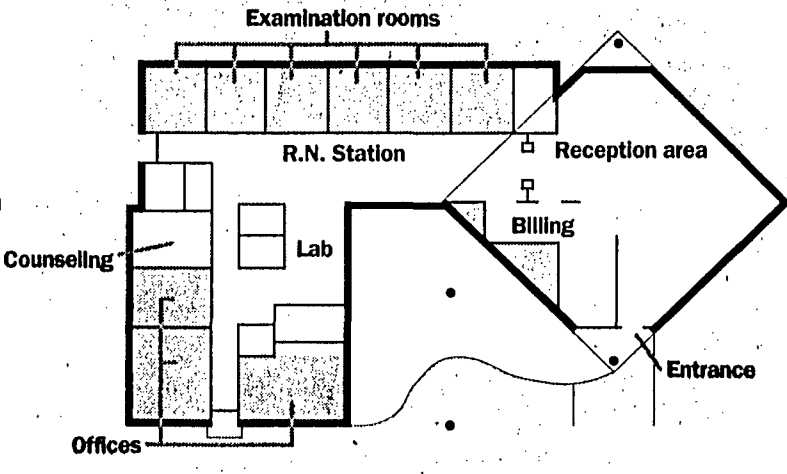 Examination rooms
R.N. Station
Reception area
Billing
Counseling
Lab
Entrance
Offices